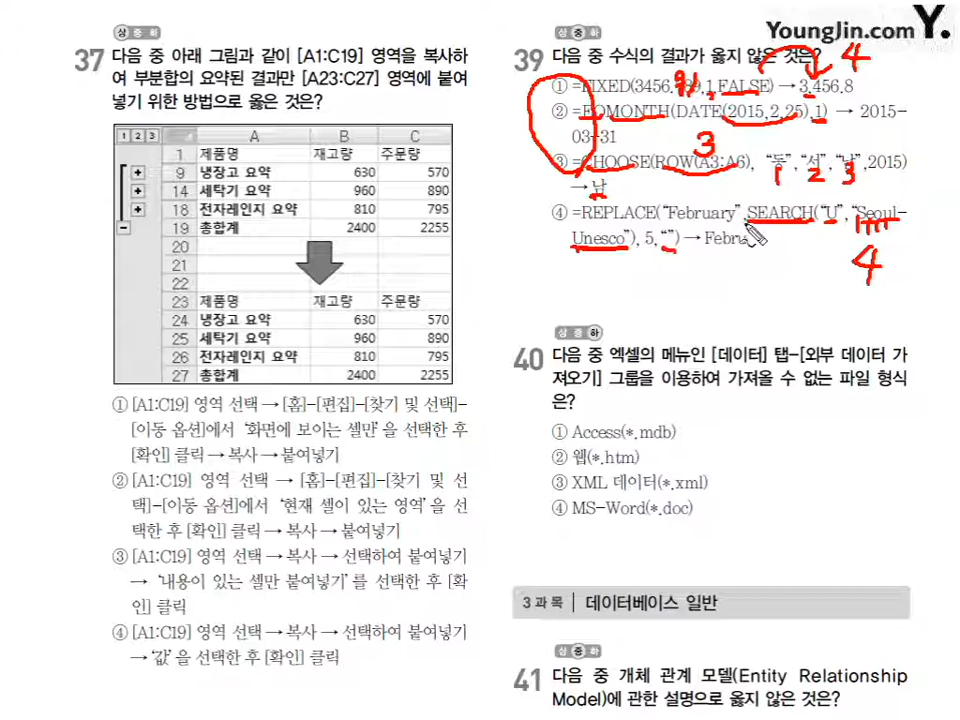 Younglin.com Y.
상 중 하
37 다음 중 아래 그림과 같이 [A1:C19] 영역을 복사하
여 부분합의 요약된 결과만 [A23:C27] 영역에 붙여
넣기 위한 방법으로 옳은 것은?
1 2 3 A B C
1 제품명 재고량 주문량
9 냉장고 요약 630 570
14 세탁기 요약 960 890
18 전자레인지 요약 810 795
19 총합계 2400 2255
20
21
22
23 제품명 재고량 주문량
24 냉장고 요약 630 570
25 세탁기 요약 960 890
26 전자레인지 요약 810 795
27 총합계 2400 2255
① [A1:C19] 영역 선택 → [홈]-[편집]-[찾기 및 선택]-
[이동 옵션]에서 ‘화면에 보이는 셀만’을 선택한 후
[확인] 클릭 → 복사 → 붙여넣기
② [A1:C19] 영역 선택 → [홈]-[편집]-[찾기 및 선
택]-[이동 옵션]에서 ‘현재 셀이 있는 영역’을 선
택한 후 [확인] 클릭 → 복사 → 붙여넣기
③ [A1:C19] 영역 선택 → 복사 → 선택하여 붙여넣기
→ ‘내용이 있는 셀만 붙여넣기’를 선택한 후 [확
인] 클릭
④ [A1:C19] 영역 선택 → 복사 → 선택하여 붙여넣기
→ ‘값’을 선택한 후 [확인] 클릭
상 중 하
39 다음 중 수식의 결과가 옳지 않은 것은?
4
① =FIXED(3456. 89,1,FALSE) → 3,456.8
② =EOMONTH(DATE(2015,2,25),1) → 2015-
03-31
3
③ =CHOOSE(ROW(A3:A6), “동”,“서”,“남”,2015)
1 2 3
→ 남
④ =REPLACE(“February”,SEARCH(“U”,“Seoul-
Unesco”), 5,“”) → Febru
4
상 중 하
40 다음 중 엑셀의 메뉴인 [데이터] 탭-[외부 데이터 가
져오기] 그룹을 이용하여 가져올 수 없는 파일 형식
은?
① Access(*.mdb)
② 웹(*.htm)
③ XML 데이터(*.xml)
④ MS-Word(*.doc)
3과목 데이터베이스 일반
상 중 하
41 다음 중 개체 관계 모델(Entity Relationship
Model)에 관한 설명으로 옳지 않은 것은?